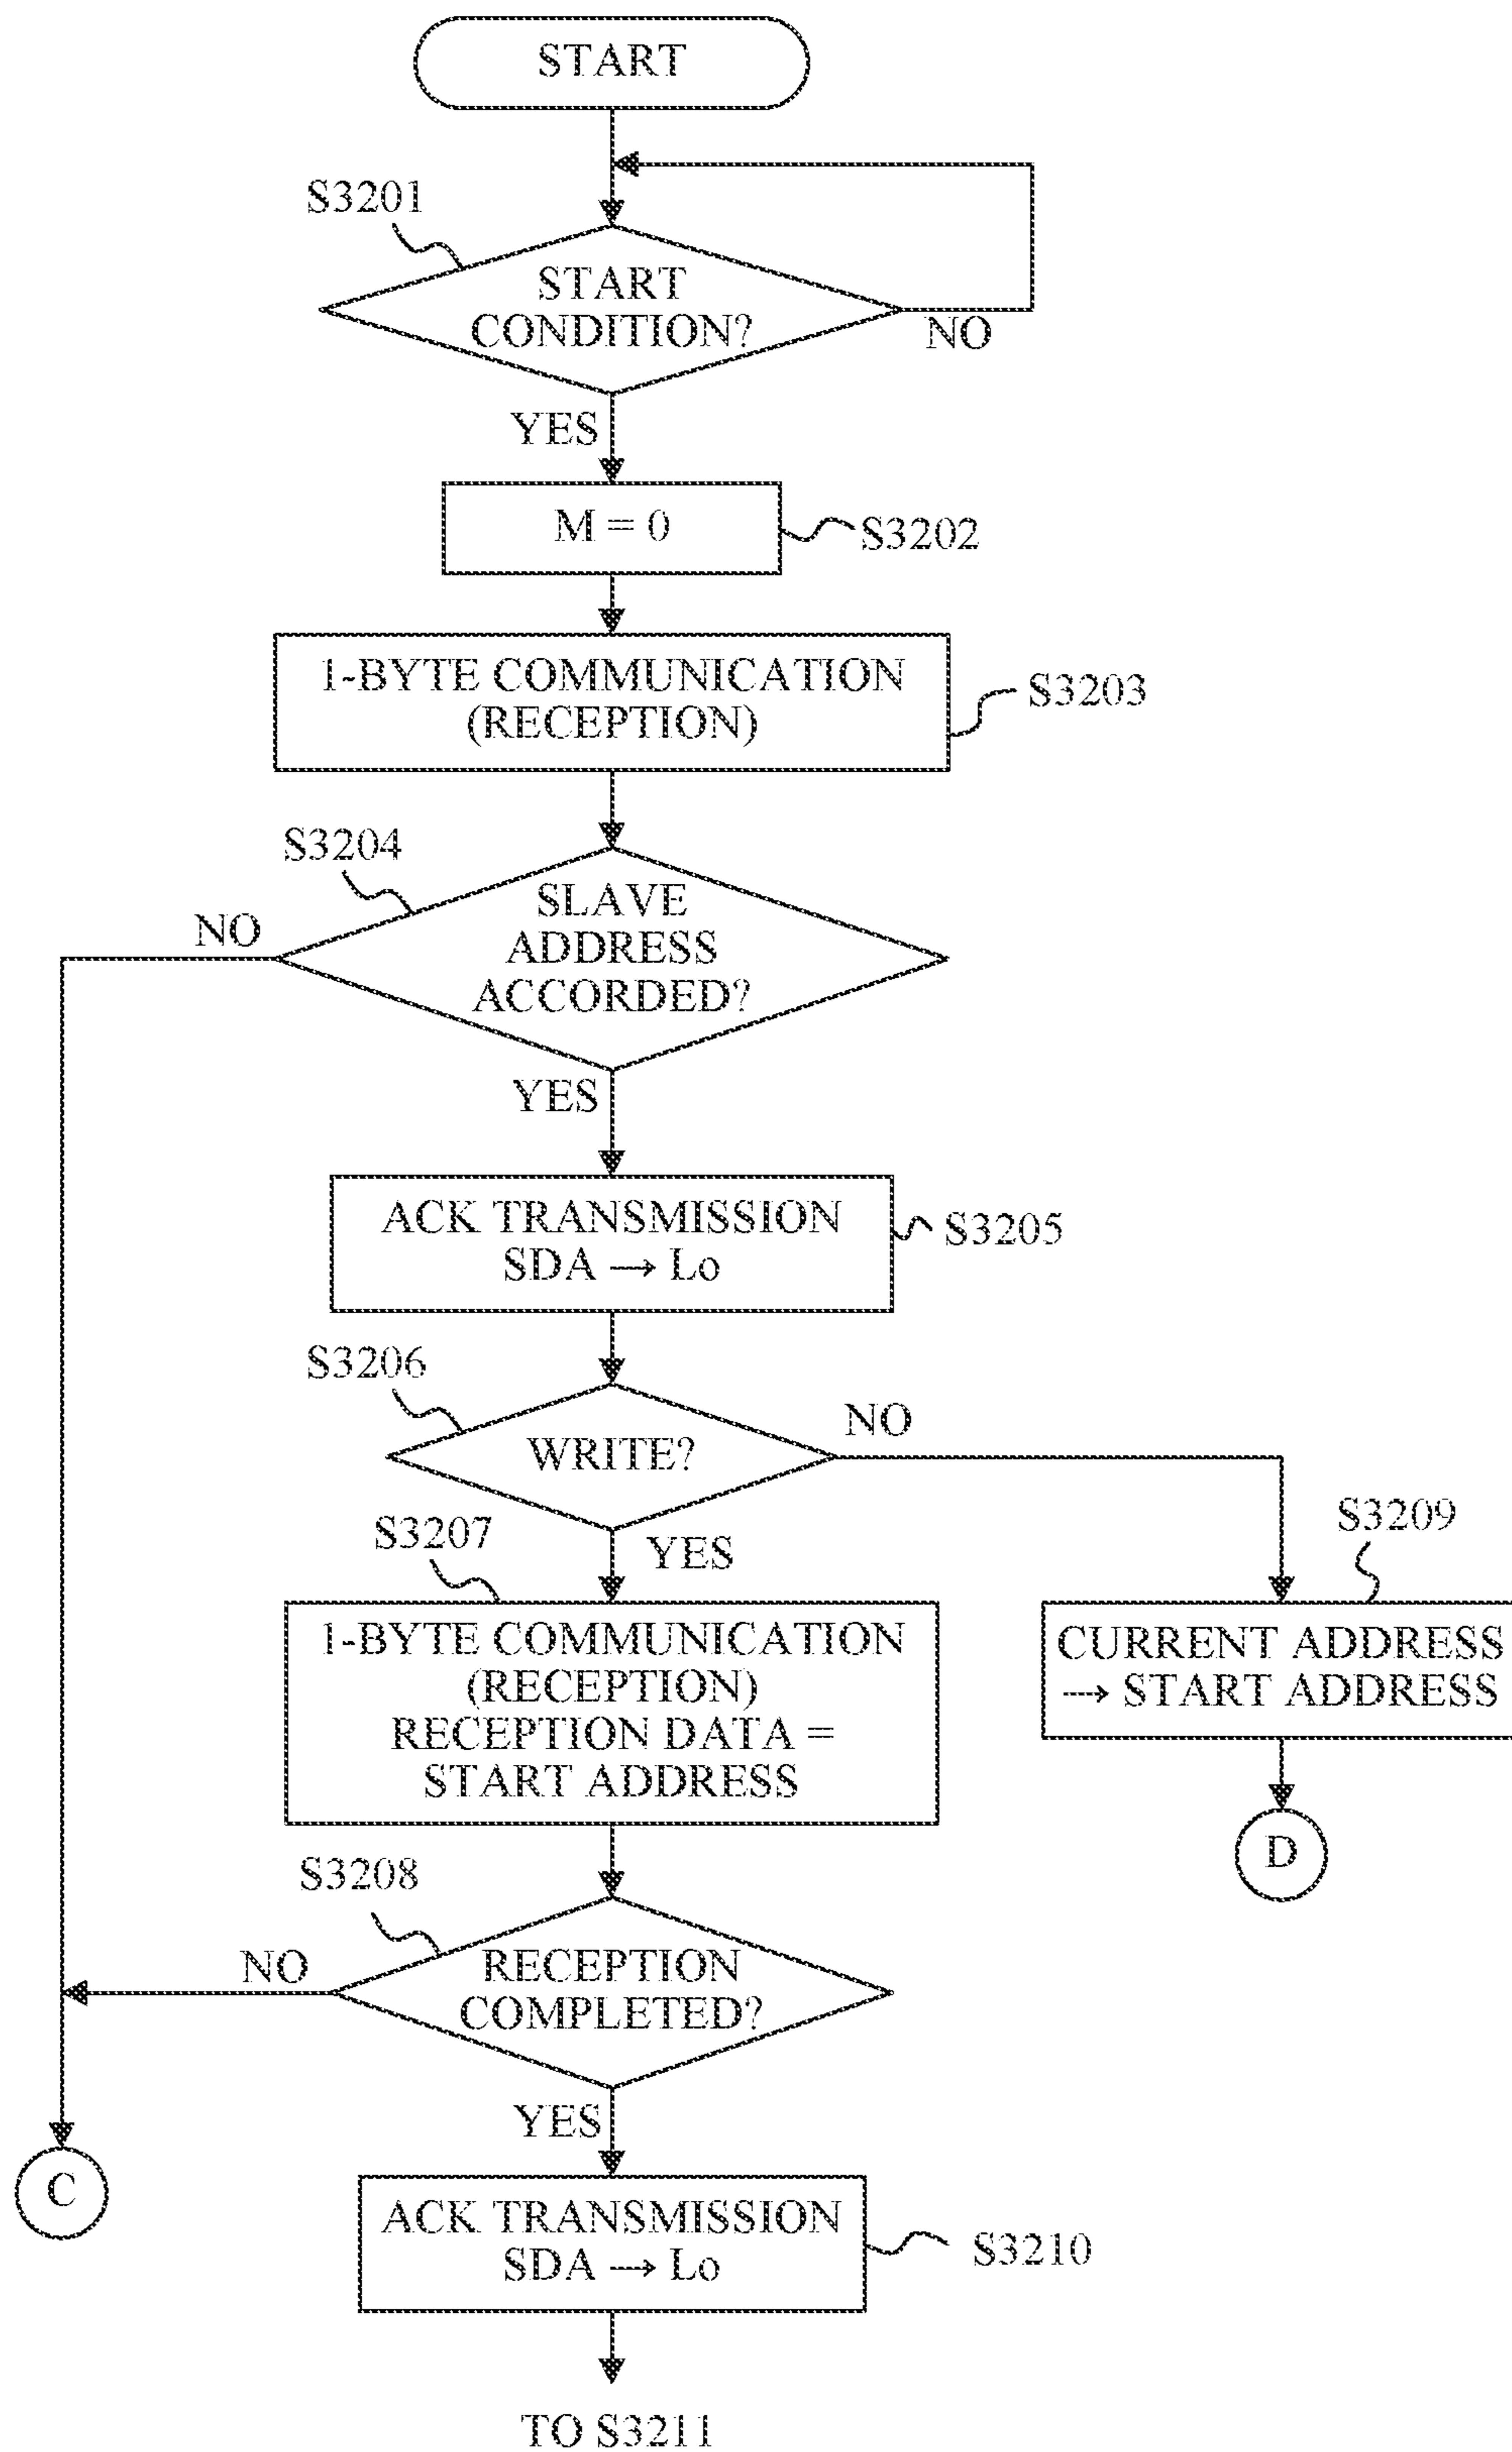 START
S3201
START
CONDITION?
NO
YES
M = 0
S3202
1-BYTE COMMUNICATION
(RECEPTION)
S3203
S3204
NO
SLAVE
ADDRESS
ACCORDED?
YES
ACK TRANSMISSION
SDA → Lo
S3205
S3206
WRITE?
NO
S3207
YES
S3209
1-BYTE COMMUNICATION
(RECEPTION)
RECEPTION DATA =
START ADDRESS
CURRENT ADDRESS
→ START ADDRESS
D
S3208
NO
RECEPTION
COMPLETED?
YES
C
ACK TRANSMISSION
SDA → Lo
S3210
TO S3211